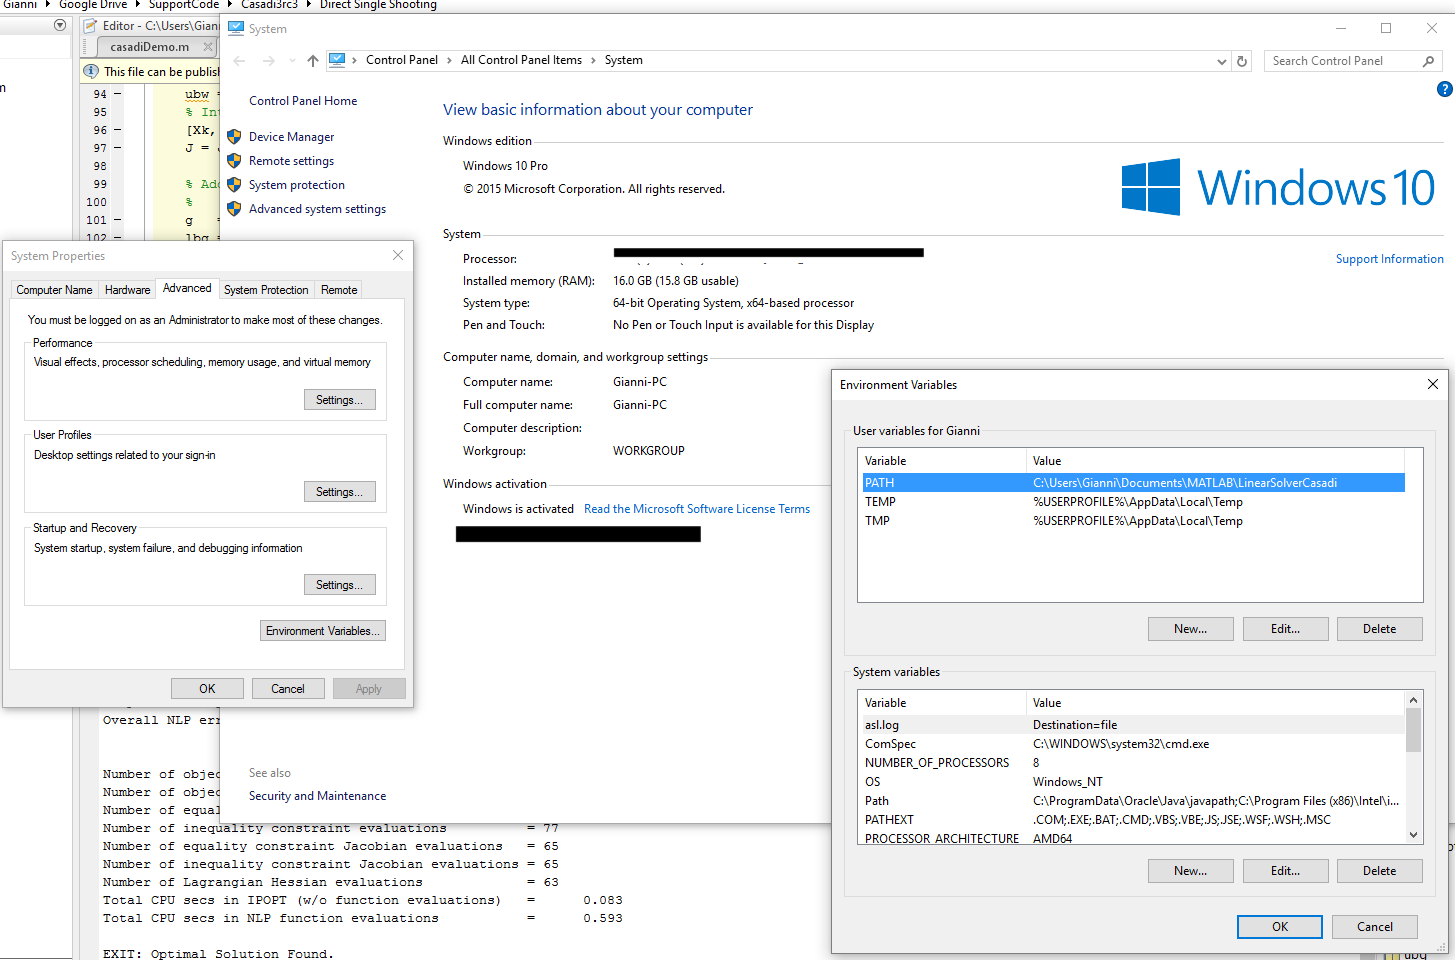 Gianni Google Drive SupportCode Casadi3rc3 Direct Single Shooting
Editor - C:\Users\Giann
casadiDemo.m
This file can be publish
94 – ubw =
95 % Int
96 – [Xk,
97 – J = J
98
99 % Add
100 %
101 – g =
102 – lbg =
System
Control Panel All Control Panel Items System
Search Control Panel
Control Panel Home
Device Manager
Remote settings
System protection
Advanced system settings
View basic information about your computer
Windows edition
Windows 10 Pro
© 2015 Microsoft Corporation. All rights reserved.
Windows 10
System
Processor:
Support Information
Installed memory (RAM): 16.0 GB (15.8 GB usable)
System type: 64-bit Operating System, x64-based processor
Pen and Touch: No Pen or Touch Input is available for this Display
Computer name, domain, and workgroup settings
Computer name: Gianni-PC
Full computer name: Gianni-PC
Computer description:
Workgroup: WORKGROUP
Windows activation
Windows is activated Read the Microsoft Software License Terms
See also
Security and Maintenance
System Properties
Computer Name Hardware Advanced System Protection Remote
You must be logged on as an Administrator to make most of these changes.
Performance
Visual effects, processor scheduling, memory usage, and virtual memory
Settings...
User Profiles
Desktop settings related to your sign-in
Settings...
Startup and Recovery
System startup, system failure, and debugging information
Settings...
Environment Variables...
OK Cancel Apply
Environment Variables
User variables for Gianni
Variable Value
PATH C:\Users\Gianni\Documents\MATLAB\LinearSolverCasadi
TEMP %USERPROFILE%\AppData\Local\Temp
TMP %USERPROFILE%\AppData\Local\Temp
New... Edit... Delete
System variables
Variable Value
asl.log Destination=file
ComSpec C:\WINDOWS\system32\cmd.exe
NUMBER_OF_PROCESSORS 8
OS Windows_NT
Path C:\ProgramData\Oracle\Java\javapath;C:\Program Files (x86)\Intel\i...
PATHEXT .COM;.EXE;.BAT;.CMD;.VBS;.VBE;.JS;.JSE;.WSF;.WSH;.MSC
PROCESSOR_ARCHITECTURE AMD64
New... Edit... Delete
OK Cancel
Overall NLP err
Number of objec
Number of objec
Number of equal
Number of inequality constraint evaluations = 77
Number of equality constraint Jacobian evaluations = 65
Number of inequality constraint Jacobian evaluations = 65
Number of Lagrangian Hessian evaluations = 63
Total CPU secs in IPOPT (w/o function evaluations) = 0.083
Total CPU secs in NLP function evaluations = 0.593
EXIT: Optimal Solution Found.
ubg